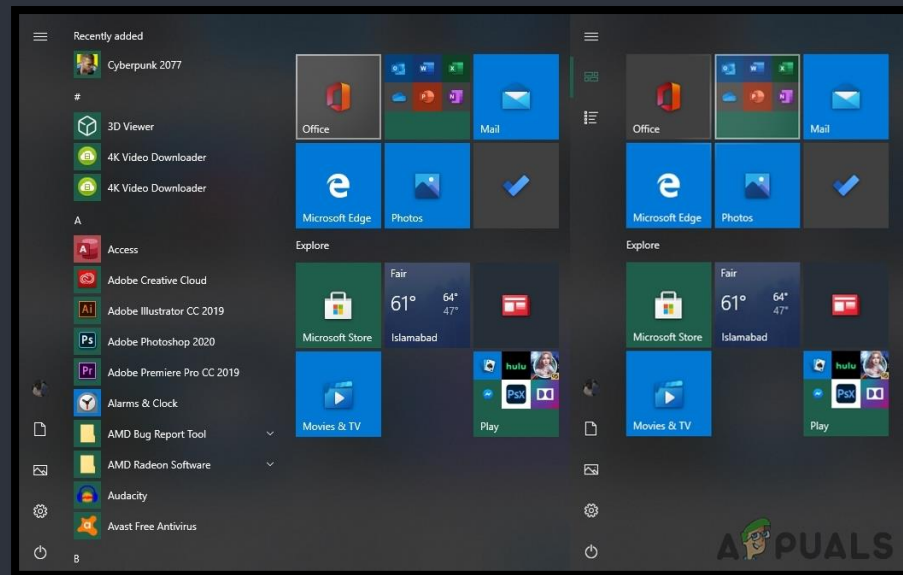 Recently added
Cyberpunk 2077
#
3D Viewer
4K Video Downloader
4K Video Downloader
A
Access
Adobe Creative Cloud
Ai
Adobe Illustrator CC 2019
Ps
Adobe Photoshop 2020
Pr
Adobe Premiere Pro CC 2019
Alarms & Clock
AMD Bug Report Tool
AMD Radeon Software
Audacity
Avast Free Antivirus
B
Office
Mail
Microsoft Edge
Photos
Explore
Microsoft Store
Fair
61°
64°
47°
Islamabad
Movies & TV
hulu
PSX
Play
Office
Mail
Microsoft Edge
Photos
Explore
Microsoft Store
Fair
61°
64°
47°
Islamabad
Movies & TV
hulu
PSX
Play
APPUALS